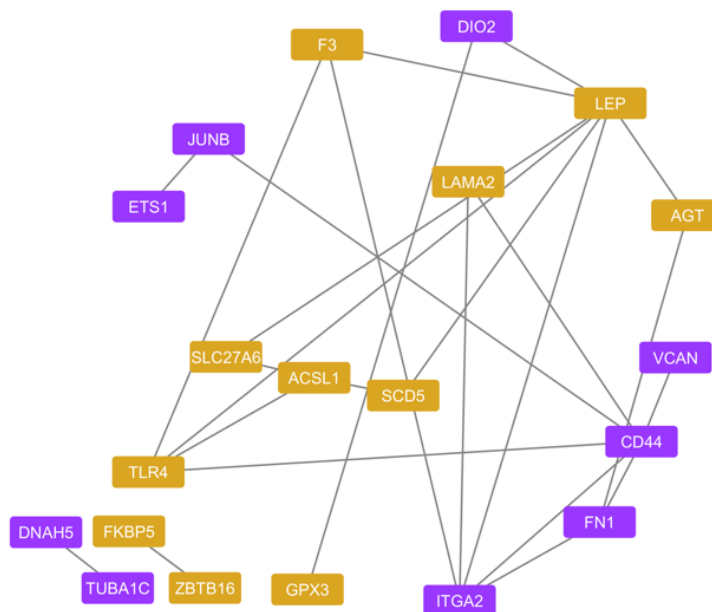 DIO2
F3
LEP
JUNB
LAMA2
ETS1
AGT
SLC27A6
VCAN
ACSL1
SCD5
CD44
TLR4
FN1
DNAH5
FKBP5
TUBA1C
ZBTB16
GPX3
ITGA2